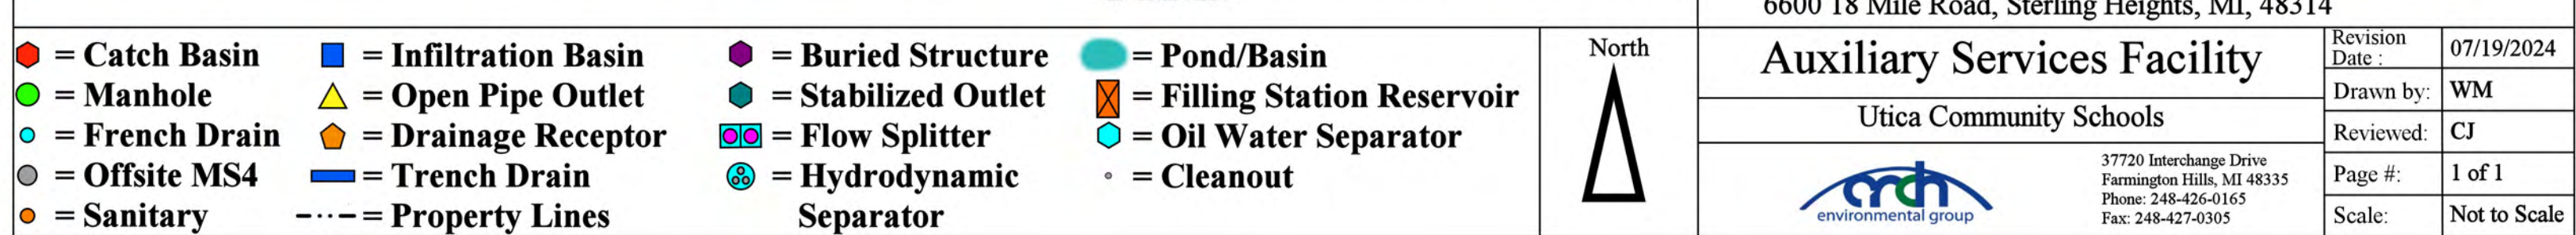 6600 18 Mile Road, Sterling Heights, MI, 48314
= Catch Basin
= Manhole
= French Drain
= Offsite MS4
= Sanitary
= Infiltration Basin
= Open Pipe Outlet
= Drainage Receptor
= Trench Drain
= Property Lines
= Buried Structure
= Stabilized Outlet
= Flow Splitter
= Hydrodynamic
Separator
= Pond/Basin
= Filling Station Reservoir
= Oil Water Separator
= Cleanout
North
Auxiliary Services Facility
Utica Community Schools
arch
environmental group
37720 Interchange Drive
Farmington Hills, MI 48335
Phone: 248-426-0165
Fax: 248-427-0305
Revision
Date :
07/19/2024
Drawn by: WM
Reviewed: CJ
Page #: 1 of 1
Scale: Not to Scale